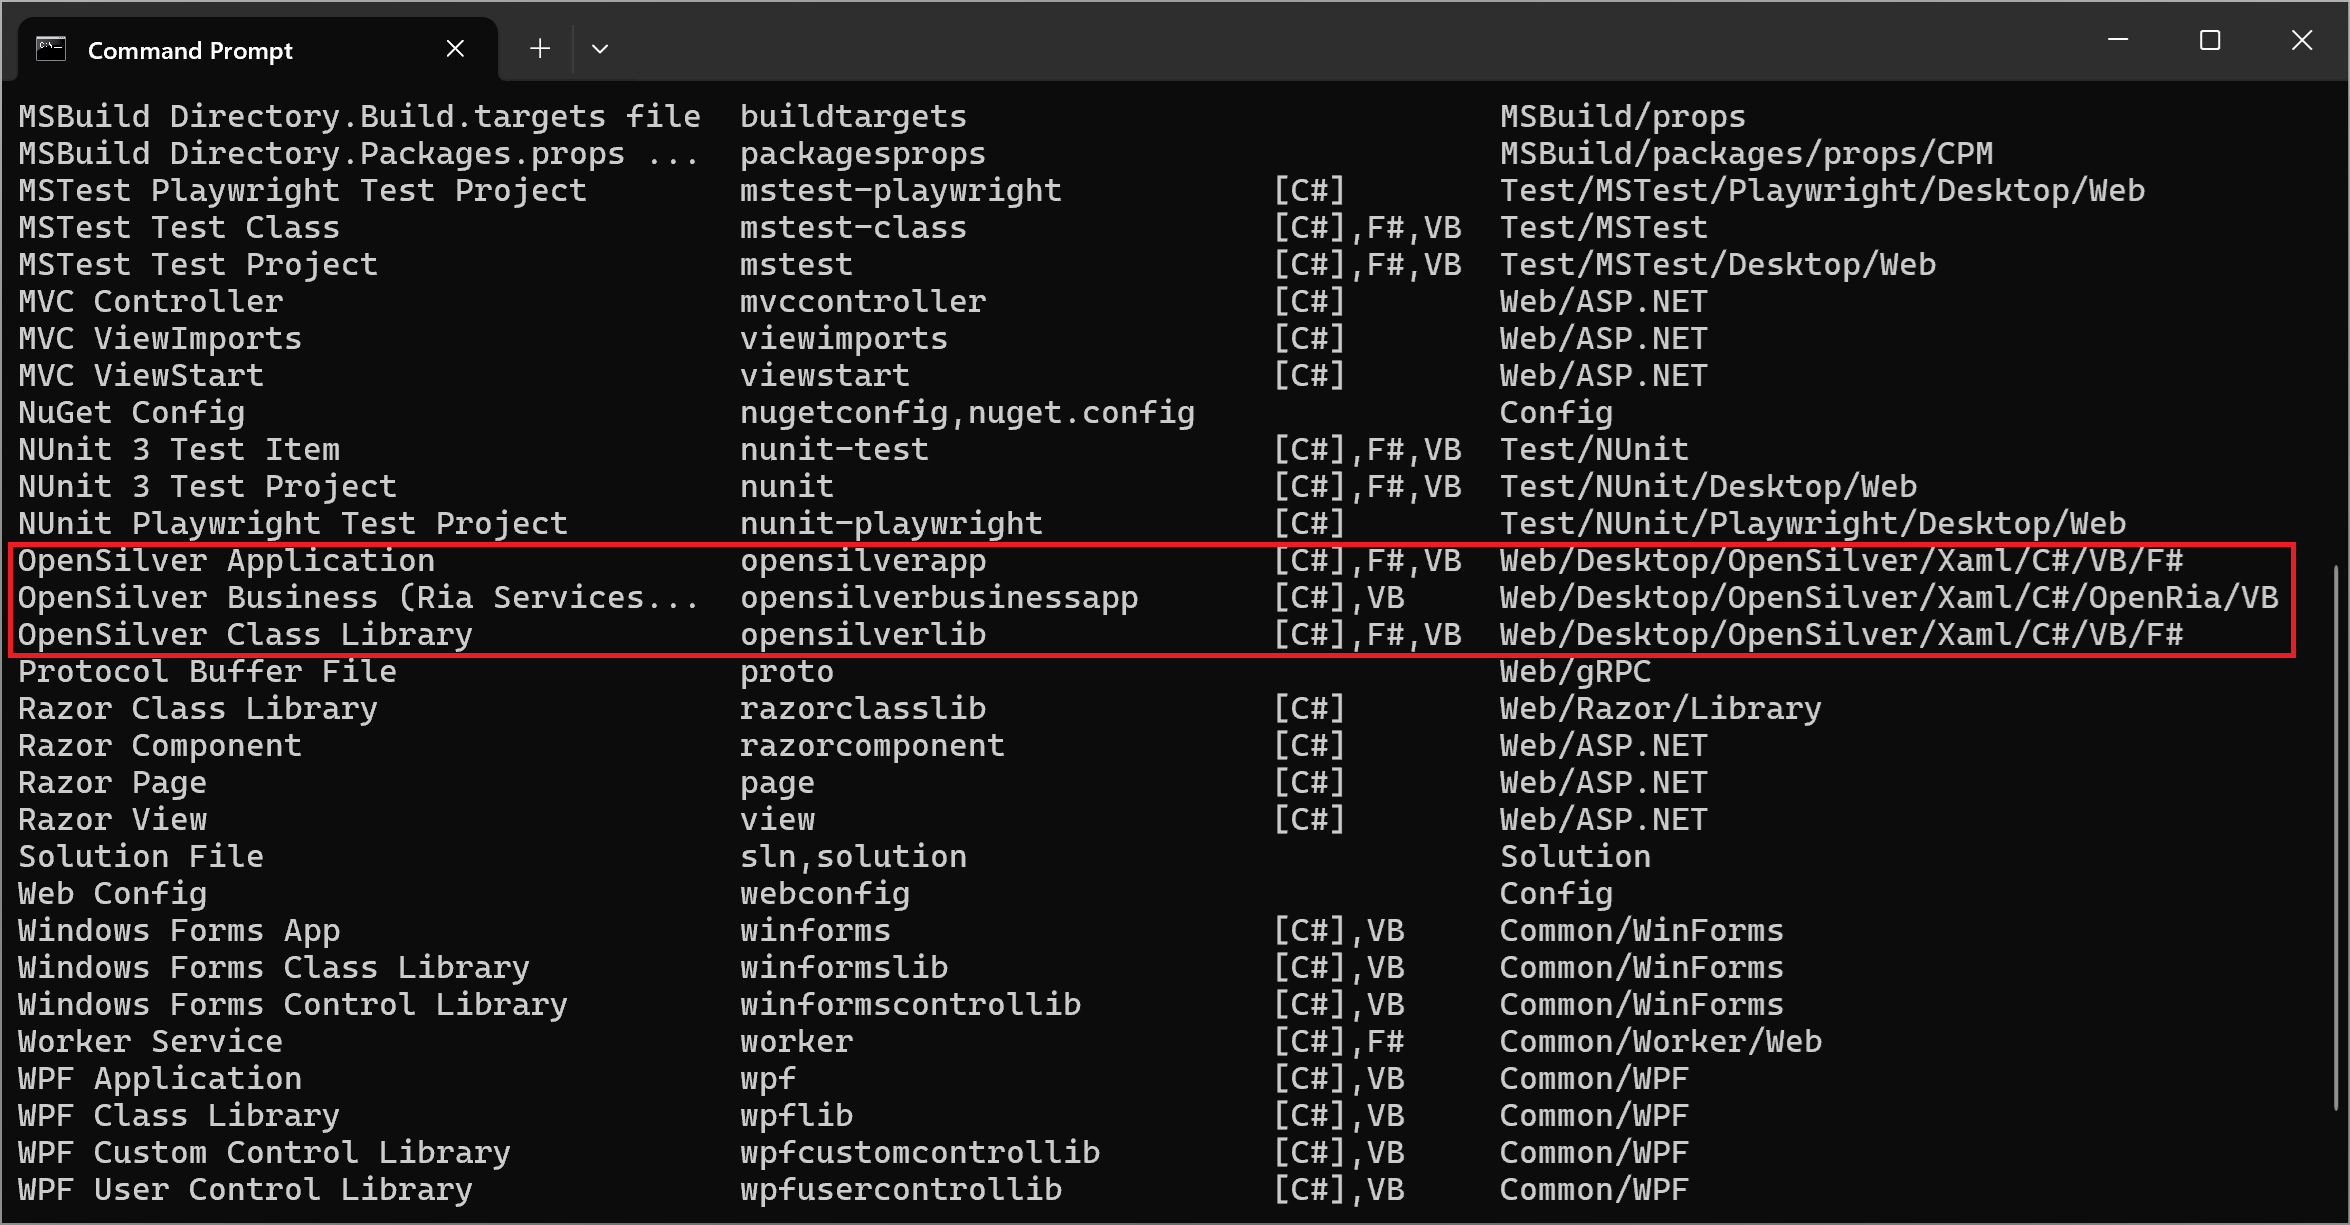 Command Prompt
MSBuild Directory.Build.targets file buildtargets MSBuild/props
MSBuild Directory.Packages.props ... packagesprops MSBuild/packages/props/CPM
MSTest Playwright Test Project mstest-playwright [C#] Test/MSTest/Playwright/Desktop/Web
MSTest Test Class mstest-class [C#],F#,VB Test/MSTest
MSTest Test Project mstest [C#],F#,VB Test/MSTest/Desktop/Web
MVC Controller mvccontroller [C#] Web/ASP.NET
MVC ViewImports viewimports [C#] Web/ASP.NET
MVC ViewStart viewstart [C#] Web/ASP.NET
NuGet Config nugetconfig,nuget.config Config
NUnit 3 Test Item nunit-test [C#],F#,VB Test/NUnit
NUnit 3 Test Project nunit [C#],F#,VB Test/NUnit/Desktop/Web
NUnit Playwright Test Project nunit-playwright [C#] Test/NUnit/Playwright/Desktop/Web
OpenSilver Application opensilverapp [C#],F#,VB Web/Desktop/OpenSilver/Xaml/C#/VB/F#
OpenSilver Business (Ria Services... opensilverbusinessapp [C#],VB Web/Desktop/OpenSilver/Xaml/C#/OpenRia/VB
OpenSilver Class Library opensilverlib [C#],F#,VB Web/Desktop/OpenSilver/Xaml/C#/VB/F#
Protocol Buffer File proto Web/gRPC
Razor Class Library razorclasslib [C#] Web/Razor/Library
Razor Component razorcomponent [C#] Web/ASP.NET
Razor Page page [C#] Web/ASP.NET
Razor View view [C#] Web/ASP.NET
Solution File sln,solution Solution
Web Config webconfig Config
Windows Forms App winforms [C#],VB Common/WinForms
Windows Forms Class Library winformslib [C#],VB Common/WinForms
Windows Forms Control Library winformscontrollib [C#],VB Common/WinForms
Worker Service worker [C#],F# Common/Worker/Web
WPF Application wpf [C#],VB Common/WPF
WPF Class Library wpflib [C#],VB Common/WPF
WPF Custom Control Library wpfcustomcontrollib [C#],VB Common/WPF
WPF User Control Library wpfusercontrollib [C#],VB Common/WPF